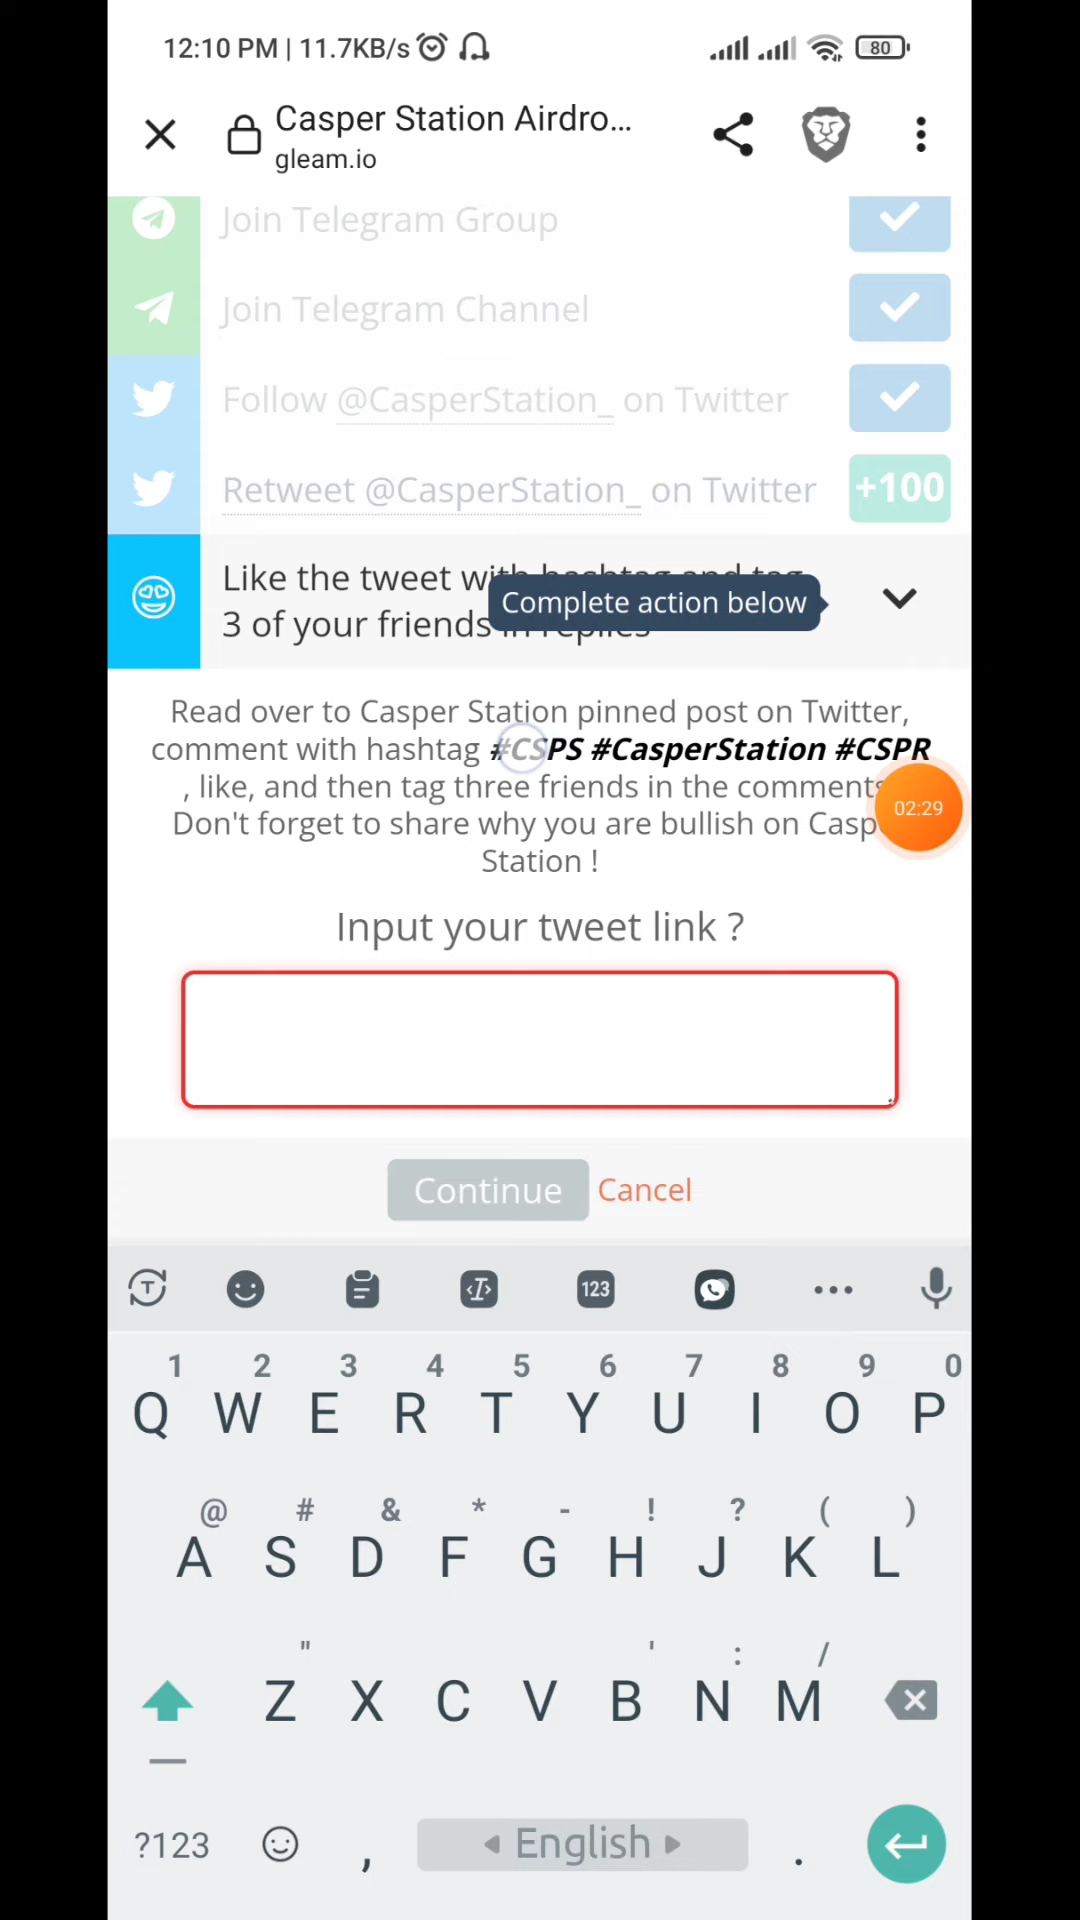 12:10 PM | 11.7KB/s
80
Casper Station Airdro...
gleam.io
Join Telegram Group
Join Telegram Channel
Follow @CasperStation_ on Twitter
Retweet @CasperStation_ on Twitter
+100
Like the tweet with hashtag and tag
3 of your friends in replies
Complete action below
Read over to Casper Station pinned post on Twitter,
comment with hashtag #CSPS #CasperStation #CSPR
, like, and then tag three friends in the comments
Don't forget to share why you are bullish on Casp
Station !
02:29
Input your tweet link ?
Continue Cancel
123
1 2 3 4 5 6 7 8 9 0
Q W E R T Y U I O P
@ # & * - ! ? ( )
A S D F G H J K L
" ' : /
Z X C V B N M
?123 , English .